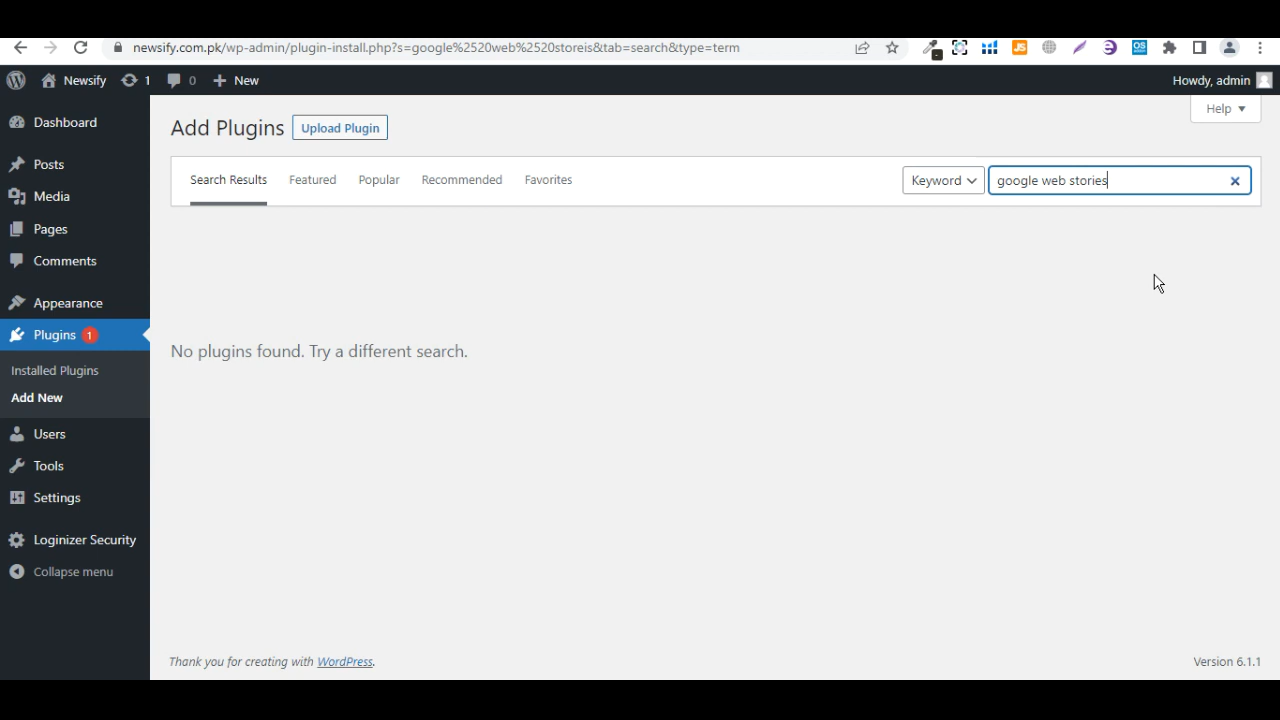 newsify.com.pk/wp-admin/plugin-install.php?s=google%2520web%2520storeis&tab=search&type=term
JS
OS
Newsify 1 0 New
Howdy, admin
Help
Dashboard
Posts
Media
Pages
Comments
Appearance
Plugins 1
Installed Plugins
Add New
Users
Tools
Settings
Loginizer Security
Collapse menu
Add Plugins Upload Plugin
Search Results Featured Popular Recommended Favorites Keyword google web stories
No plugins found. Try a different search.
Thank you for creating with WordPress. Version 6.1.1